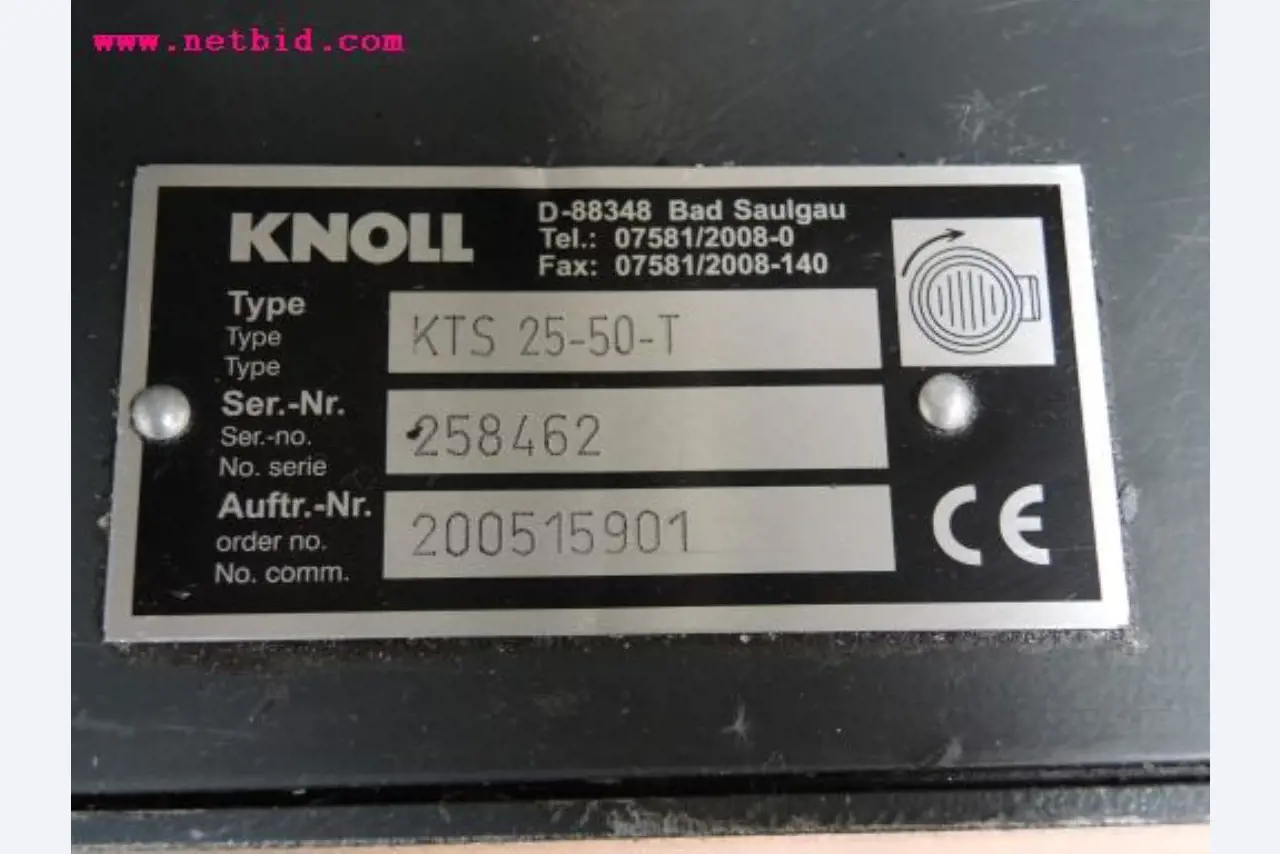 www.netbid.com
KNOLL
D-88348 Bad Saulgau
Tel.: 07581/2008-0
Fax: 07581/2008-140
Type
Type
Type
KTS 25-50-T
Ser.-Nr.
Ser.-no.
No. serie
258462
Auftr.-Nr.
order no.
No. comm.
200515901
CE